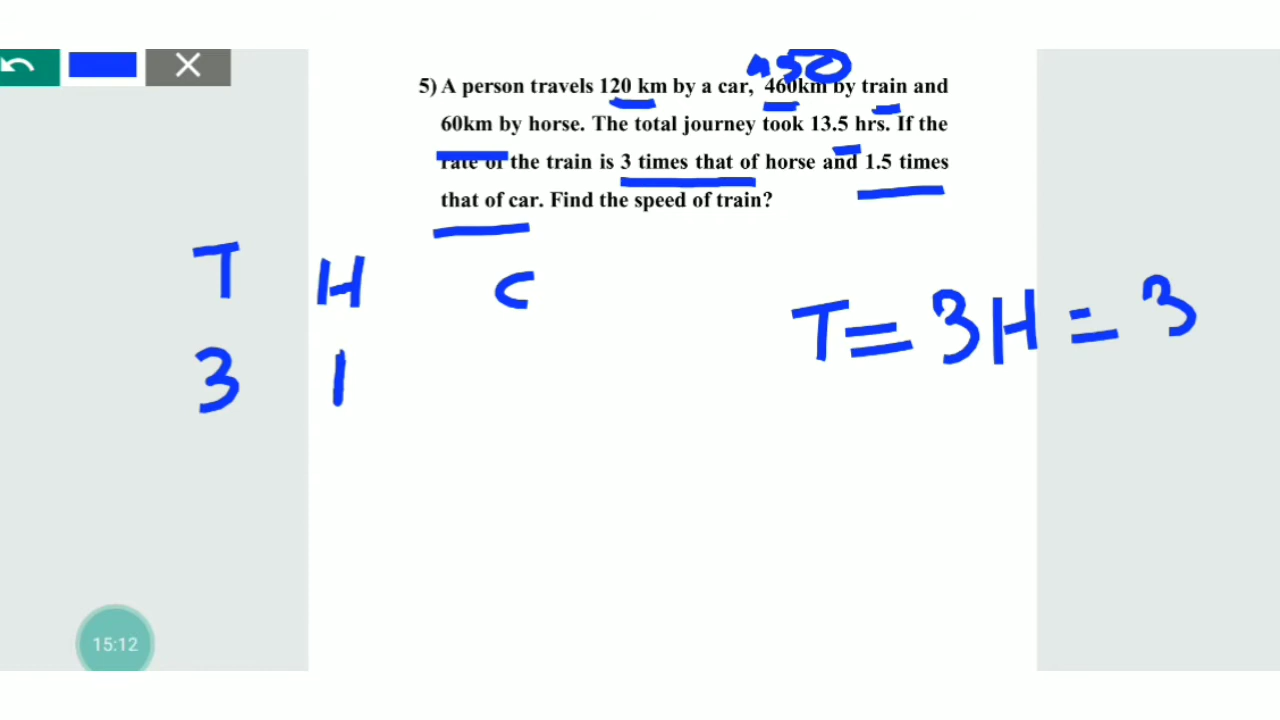 450
5) A person travels 120 km by a car, 460km by train and
60km by horse. The total journey took 13.5 hrs. If the
rate of the train is 3 times that of horse and 1.5 times
that of car. Find the speed of train?
T H C
T = 3H = 3
3 1
15:12